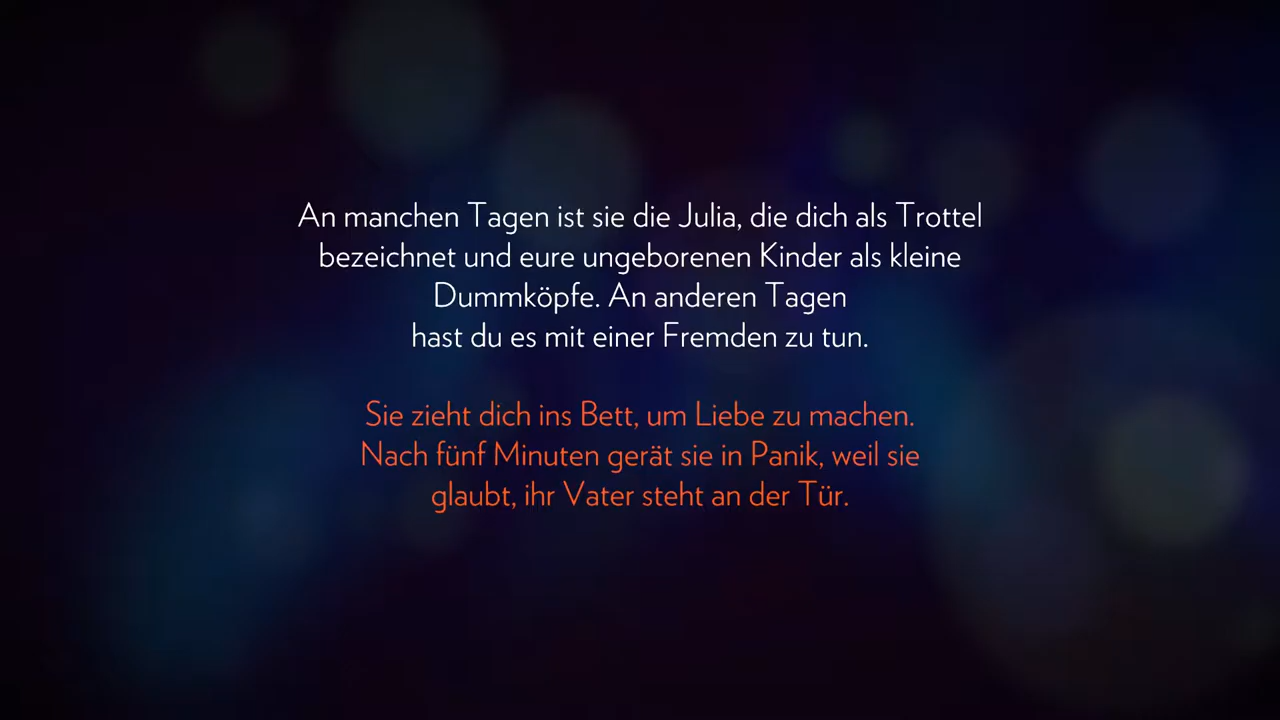 An manchen Tagen ist sie die Julia, die dich als Trottel
bezeichnet und eure ungeborenen Kinder als kleine
Dummköpfe. An anderen Tagen
hast du es mit einer Fremden zu tun.
Sie zieht dich ins Bett, um Liebe zu machen.
Nach fünf Minuten gerät sie in Panik, weil sie
glaubt, ihr Vater steht an der Tür.